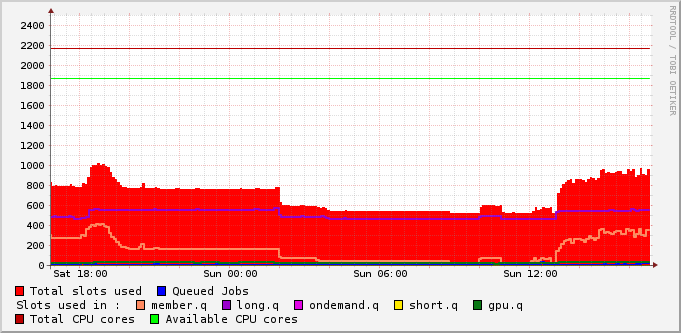 2400
2200
2000
1800
1600
1400
1200
1000
800
600
400
200
0
Sat 18:00 Sun 00:00 Sun 06:00 Sun 12:00
RRDTOOL / TOBI OETIKER
Total slots used Queued Jobs
Slots used in : member.q long.q ondemand.q short.q gpu.q
Total CPU cores Available CPU cores